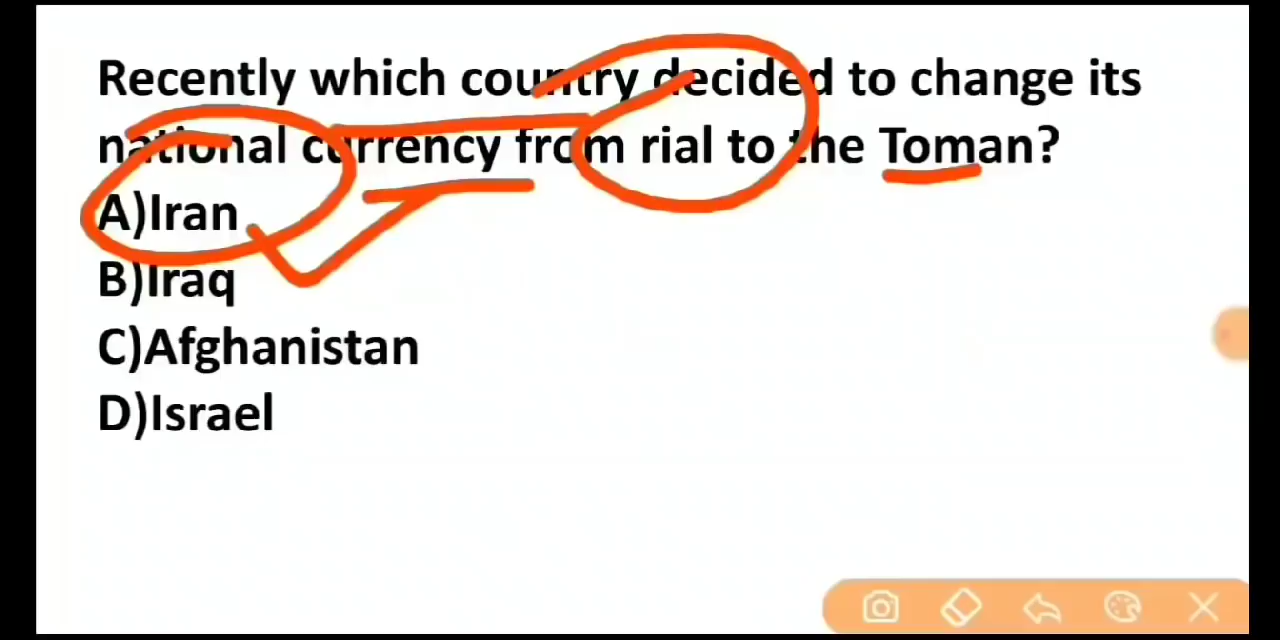 Recently which country decided to change its
national currency from rial to the Toman?
A)Iran
B)Iraq
C)Afghanistan
D)Israel